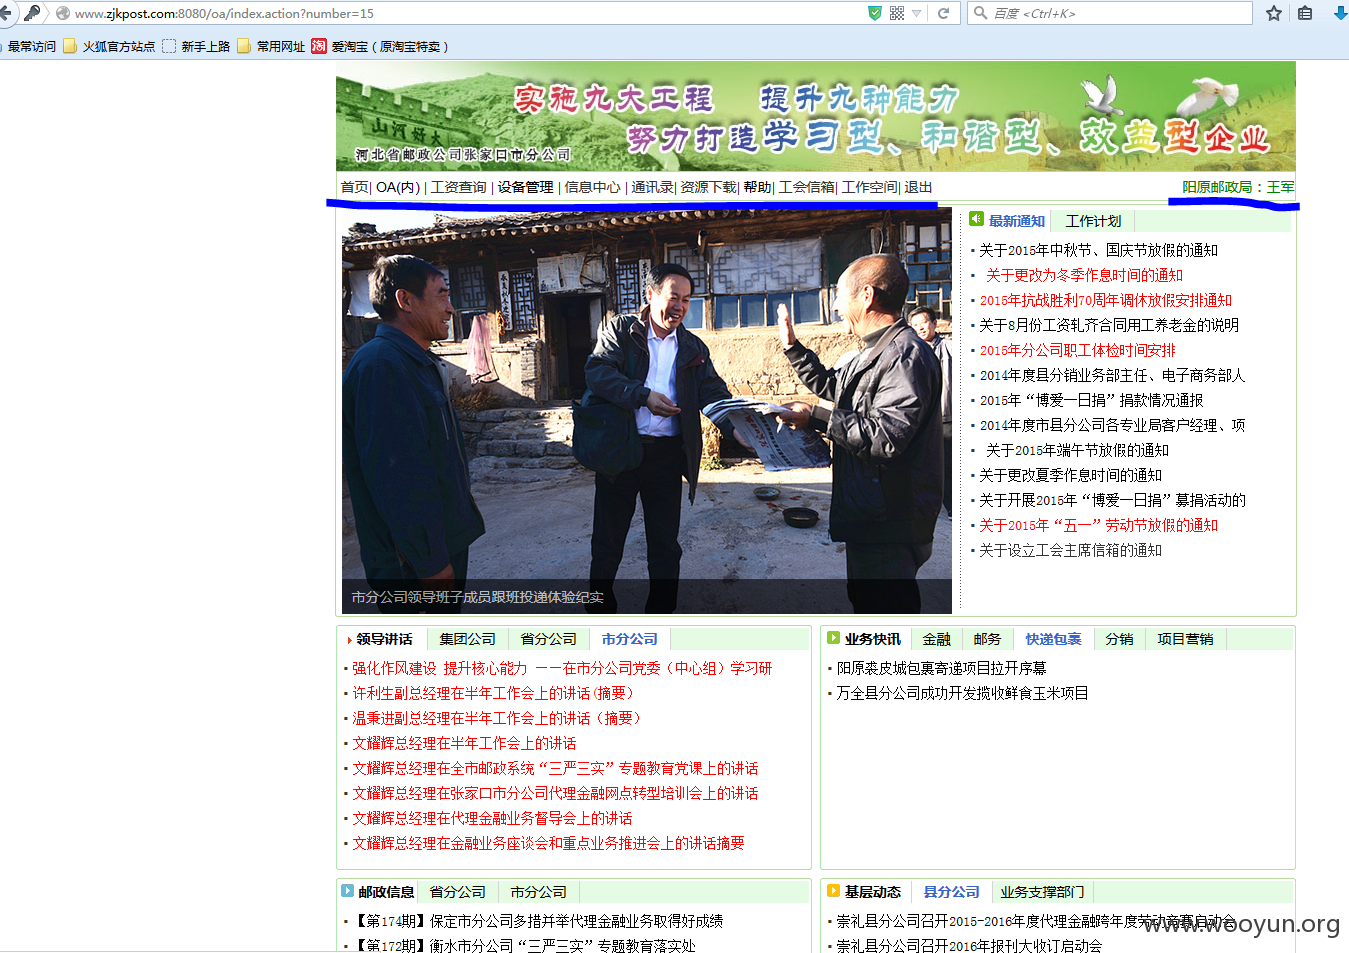 www.zjkpost.com:8080/oa/index.action?number=15
百度 <Ctrl+K>
最常访问 火狐官方站点 新手上路 常用网址 淘 爱淘宝（原淘宝特卖）
实施九大工程 提升九种能力
努力打造学习型、和谐型、效益型企业
山河好大
河北省邮政公司张家口市分公司
首页| OA(内) | 工资查询 | 设备管理 | 信息中心 | 通讯录| 资源下载| 帮助| 工会信箱| 工作空间| 退出
阳原邮政局：王军
最新通知 工作计划
关于2015年中秋节、国庆节放假的通知
关于更改为冬季作息时间的通知
2015年抗战胜利70周年调休放假安排通知
关于8月份工资轧齐合同用工养老金的说明
2015年分公司职工体检时间安排
2014年度县分销业务部主任、电子商务部人
2015年“博爱一日捐”捐款情况通报
2014年度市县分公司各专业局客户经理、项
关于2015年端午节放假的通知
关于更改夏季作息时间的通知
关于开展2015年“博爱一日捐”募捐活动的
关于2015年“五一”劳动节放假的通知
关于设立工会主席信箱的通知
市分公司领导班子成员跟班投递体验纪实
领导讲话 集团公司 省分公司 市分公司
强化作风建设 提升核心能力 ——在市分公司党委（中心组）学习研
许利生副总经理在半年工作会上的讲话(摘要）
温秉进副总经理在半年工作会上的讲话（摘要）
文耀辉总经理在半年工作会上的讲话
文耀辉总经理在全市邮政系统“三严三实”专题教育党课上的讲话
文耀辉总经理在张家口市分公司代理金融网点转型培训会上的讲话
文耀辉总经理在代理金融业务督导会上的讲话
文耀辉总经理在金融业务座谈会和重点业务推进会上的讲话摘要
业务快讯 金融 邮务 快递包裹 分销 项目营销
阳原裘皮城包裹寄递项目拉开序幕
万全县分公司成功开发揽收鲜食玉米项目
邮政信息 省分公司 市分公司
【第174期】保定市分公司多措并举代理金融业务取得好成绩
【第172期】衡水市分公司“三严三实”专题教育落实处
基层动态 县分公司 业务支撑部门
崇礼县分公司召开2015-2016年度代理金融跨年度劳动竞赛启动会
崇礼县分公司召开2016年报刊大收订启动会
www.wooyun.org